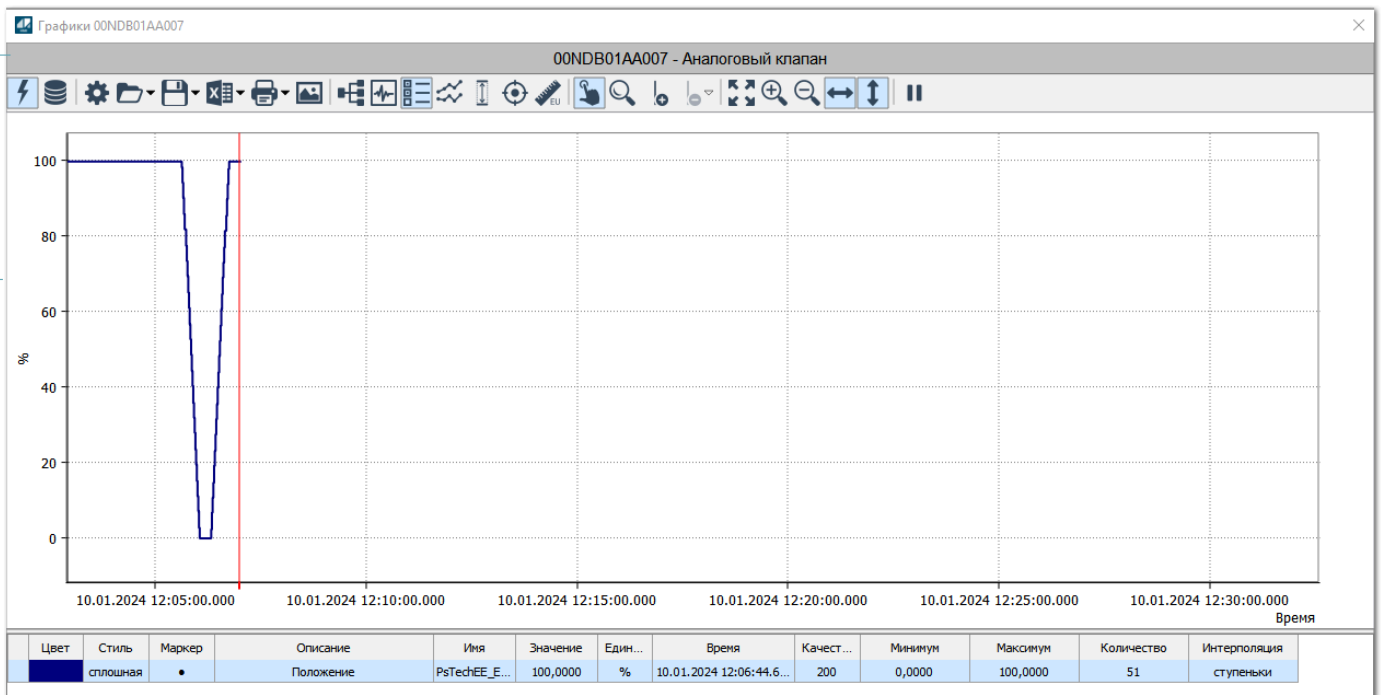 Графики 00NDB01AA007
00NDB01AA007 - Аналоговый клапан
EU
100
80
60
40
20
0
%
10.01.2024 12:05:00.000 10.01.2024 12:10:00.000 10.01.2024 12:15:00.000 10.01.2024 12:20:00.000 10.01.2024 12:25:00.000 10.01.2024 12:30:00.000
Время
Цвет Стиль Маркер Описание Имя Значение Един... Время Качест... Минимум Максимум Количество Интерполяция
сплошная • Положение PsTechEE_E... 100,0000 % 10.01.2024 12:06:44.6... 200 0,0000 100,0000 51 ступеньки